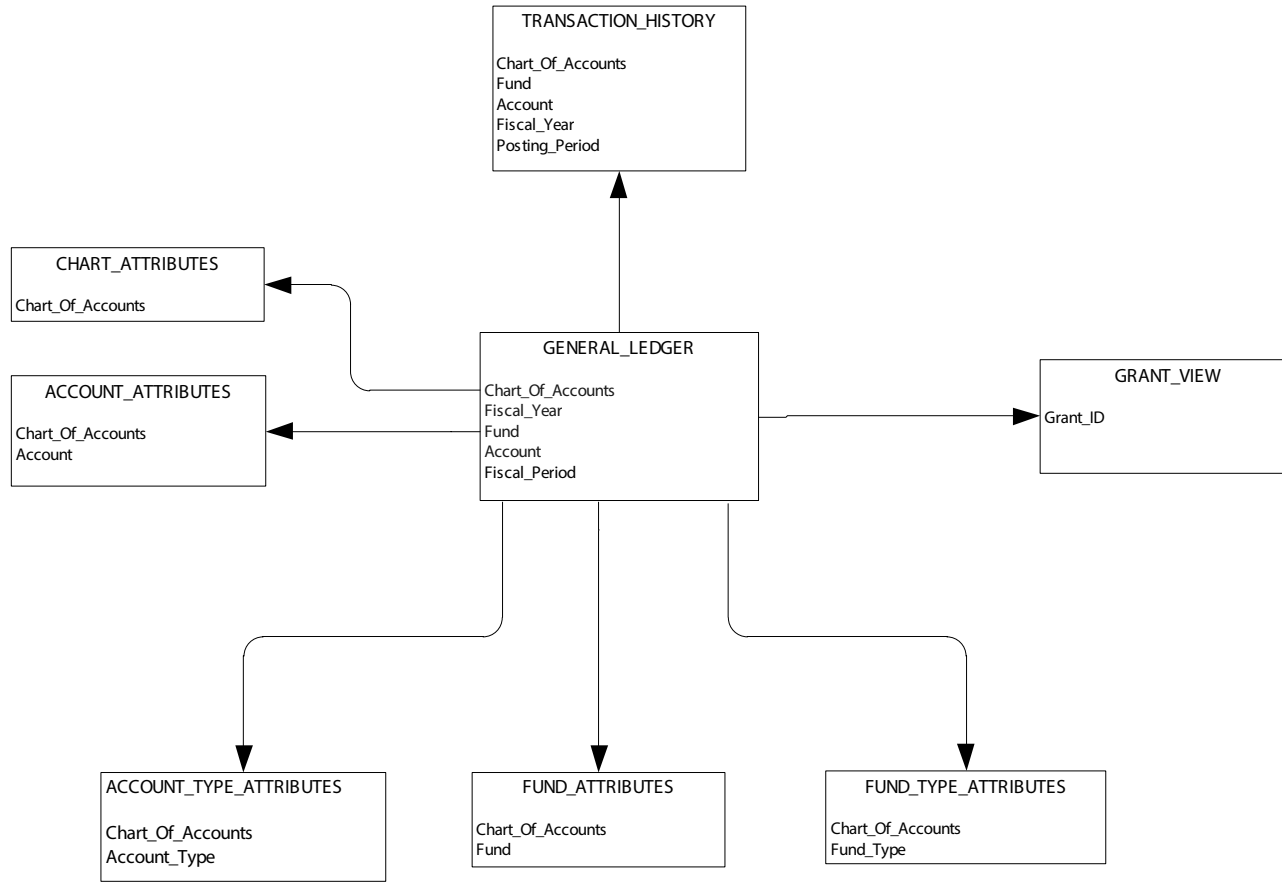 TRANSACTION_HISTORY
Chart_Of_Accounts
Fund
Account
Fiscal_Year
Posting_Period
CHART_ATTRIBUTES
Chart_Of_Accounts
ACCOUNT_ATTRIBUTES
Chart_Of_Accounts
Account
GENERAL_LEDGER
Chart_Of_Accounts
Fiscal_Year
Fund
Account
Fiscal_Period
GRANT_VIEW
Grant_ID
ACCOUNT_TYPE_ATTRIBUTES
Chart_Of_Accounts
Account_Type
FUND_ATTRIBUTES
Chart_Of_Accounts
Fund
FUND_TYPE_ATTRIBUTES
Chart_Of_Accounts
Fund_Type